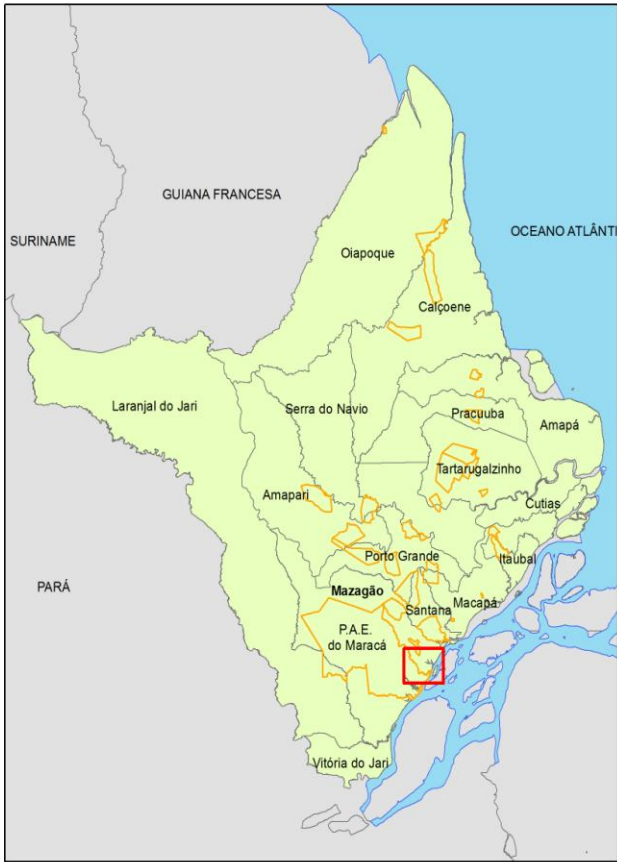 GUIANA FRANCESA
SURINAME
OCEANO ATLÂNTI
Oiapoque
Calçoene
Laranjal do Jari
Serra do Navio
Pracuuba
Amapá
Tartarugalzinho
Amapari
Cutias
Porto Grande
Itaubal
PARÁ
Mazagão
Macapá
Santana
P.A.E.
do Maracá
Vitória do Jari